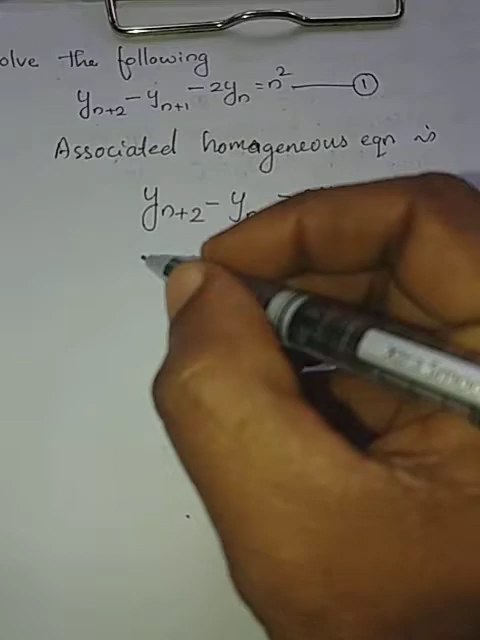 olve the following
yₙ₊₂ - yₙ₊₁ - 2yₙ = n² — ①
Associated homogeneous eqn is
yₙ₊₂ - yₙ